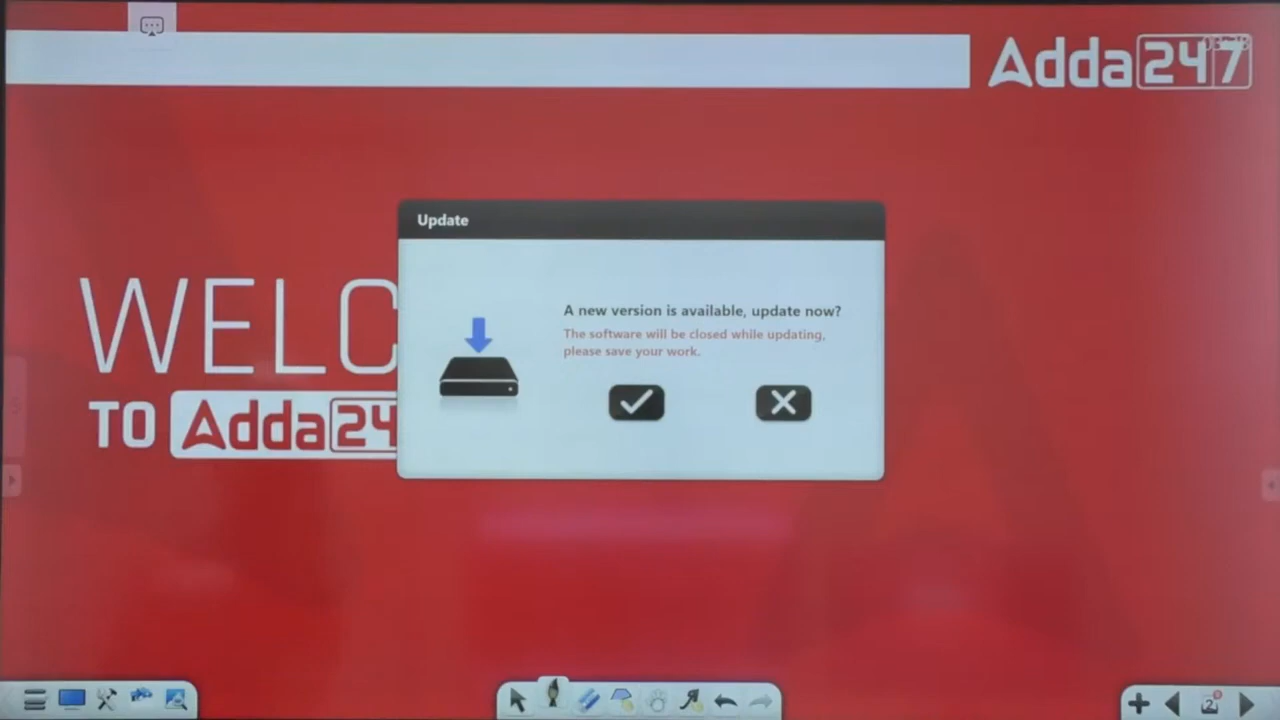 Adda247
Update
A new version is available, update now?
The software will be closed while updating,
please save your work.
WELC
TO Adda24
2